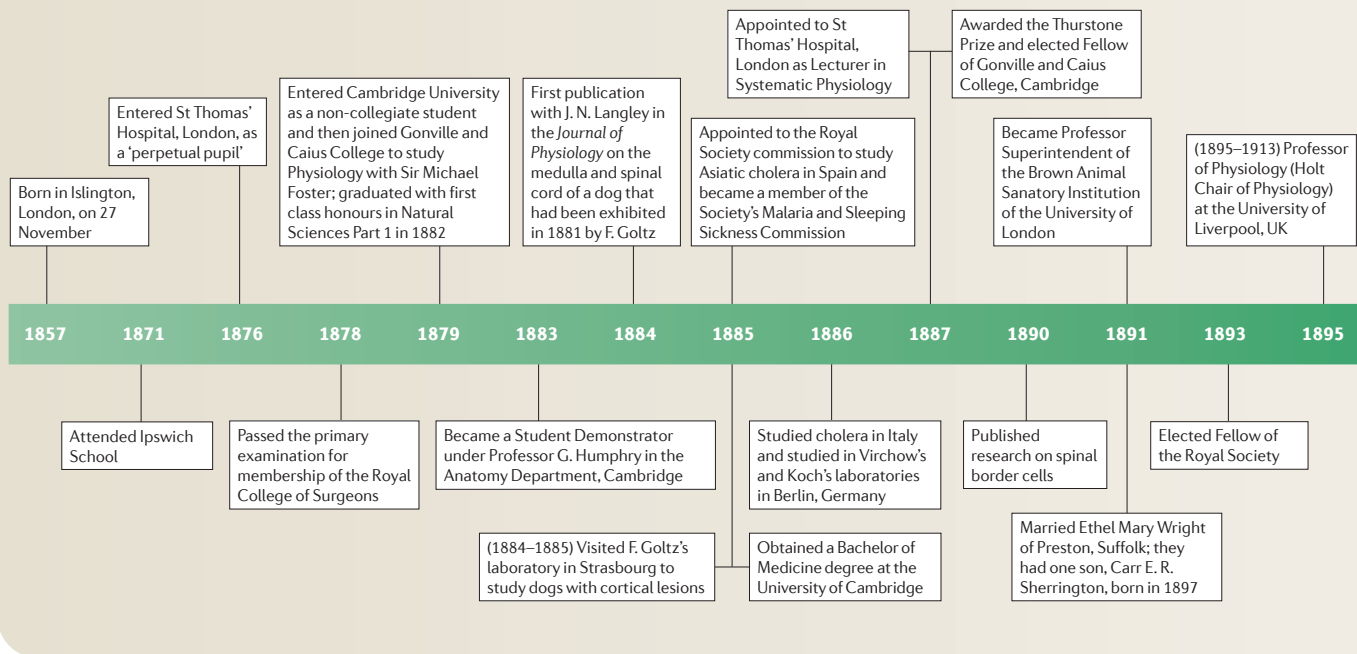 Appointed to St
Thomas' Hospital,
London as Lecturer in
Systematic Physiology
Awarded the Thurstone
Prize and elected Fellow
of Gonville and Caius
College, Cambridge
Born in Islington,
London, on 27
November
Entered St Thomas'
Hospital, London, as
a 'perpetual pupil'
Entered Cambridge University
as a non-collegiate student
and then joined Gonville and
Caius College to study
Physiology with Sir Michael
Foster; graduated with first
class honours in Natural
Sciences Part 1 in 1882
First publication
with J. N. Langley in
the Journal of
Physiology on the
medulla and spinal
cord of a dog that
had been exhibited
in 1881 by F. Goltz
Appointed to the Royal
Society commission to study
Asiatic cholera in Spain and
became a member of the
Society's Malaria and Sleeping
Sickness Commission
Became Professor
Superintendent of
the Brown Animal
Sanatory Institution
of the University of
London
(1895–1913) Professor
of Physiology (Holt
Chair of Physiology)
at the University of
Liverpool, UK
1857 1871 1876 1878 1879 1883 1884 1885 1886 1887 1890 1891 1893 1895
Attended Ipswich
School
Passed the primary
examination for
membership of the Royal
College of Surgeons
Became a Student Demonstrator
under Professor G. Humphry in the
Anatomy Department, Cambridge
Studied cholera in Italy
and studied in Virchow's
and Koch's laboratories
in Berlin, Germany
Published
research on spinal
border cells
Elected Fellow of
the Royal Society
(1884–1885) Visited F. Goltz's
laboratory in Strasbourg to
study dogs with cortical lesions
Obtained a Bachelor of
Medicine degree at the
University of Cambridge
Married Ethel Mary Wright
of Preston, Suffolk; they
had one son, Carr E. R.
Sherrington, born in 1897